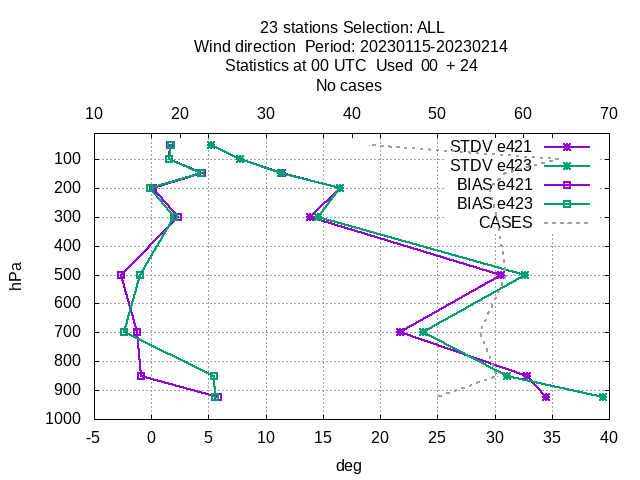 23 stations Selection: ALL
Wind direction  Period: 20230115-20230214
Statistics at 00 UTC  Used  00  + 24
No cases
10 20 30 40 50 60 70
STDV e421
100
STDV e423
BIAS e421
200
BIAS e423
300
CASES
400
hPa
500
600
700
800
900
1000
-5 0 5 10 15 20 25 30 35 40
deg